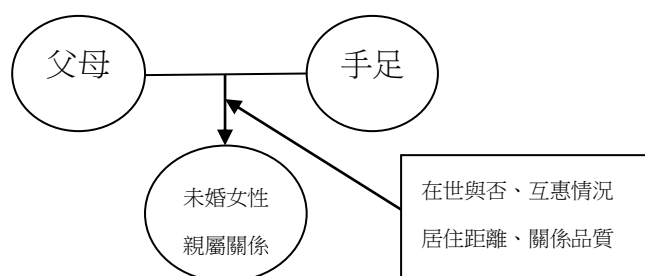 父母
手足
未婚女性
親屬關係
在世與否、互惠情況
居住距離、關係品質